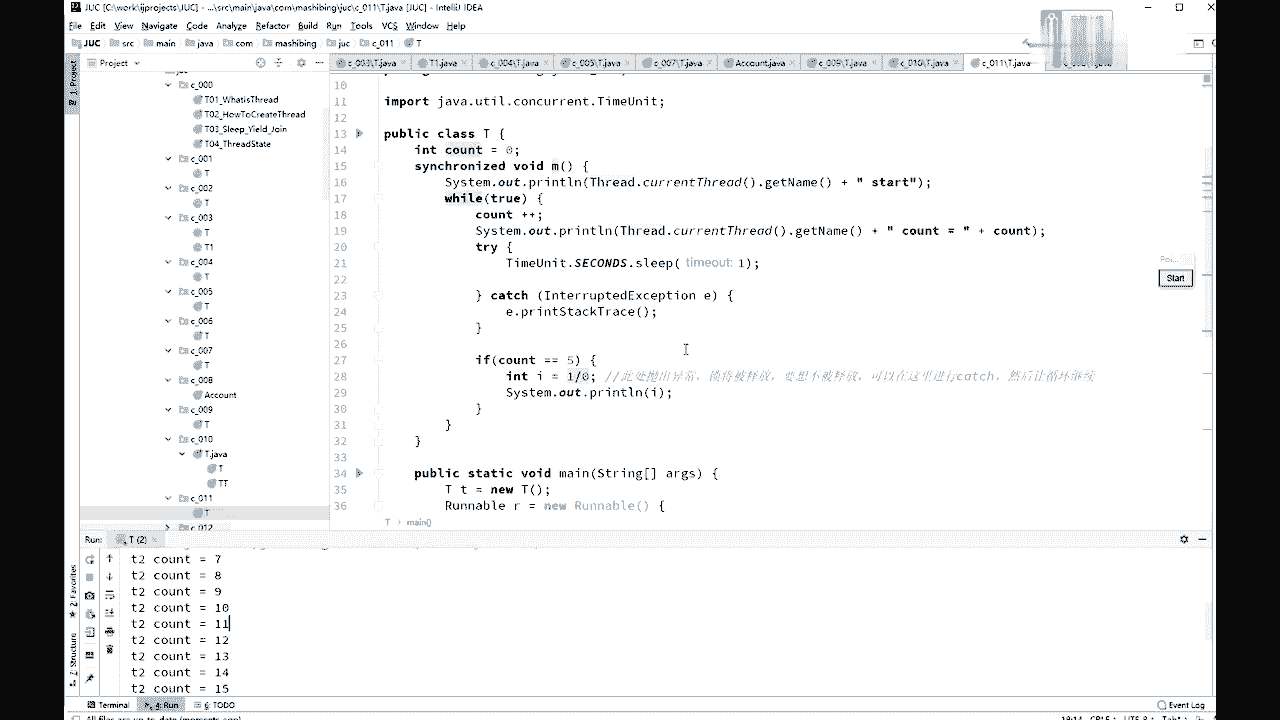 JUC [C:\work\ijprojects\JUC] - ...\src\main\java\com\mashibing\juc\c_011\T.java [JUC] - IntelliJ IDEA
File Edit View Navigate Code Analyze Refactor Build Run Tools VCS Window Help
JUC src main java com mashibing juc c_011 T
Project
T1.java c_004\T.java c_005\T.java c_007\T.java Account.java c_009\T.java c_010\T.java c_011\T.java
1: Project
c_000
T01_WhatIsThread
T02_HowToCreateThread
T03_Sleep_Yield_Join
T04_ThreadState
c_001
T
c_002
T
c_003
T
T1
c_004
T
c_005
T
c_006
T
c_007
T
c_008
Account
c_009
T
c_010
T.java
T
TT
c_011
T
c_012
10
11 import java.util.concurrent.TimeUnit;
12
13 public class T {
14 int count = 0;
15 synchronized void m() {
16 System.out.println(Thread.currentThread().getName() + " start");
17 while(true) {
18 count ++;
19 System.out.println(Thread.currentThread().getName() + " count = " + count);
20 try {
21 TimeUnit.SECONDS.sleep( timeout: 1);
22
23 } catch (InterruptedException e) {
24 e.printStackTrace();
25 }
26
27 if(count == 5) {
28 int i = 1/0; //此处抛出异常，锁将被释放，要想不被释放，可以在这里进行catch，然后让循环继续
29 System.out.println(i);
30 }
31 }
32 }
33
34 public static void main(String[] args) {
35 T t = new T();
36 Runnable r = new Runnable() {
T main()
Poi...
Start
Run: T (2)
t2 count = 7
t2 count = 8
t2 count = 9
t2 count = 10
t2 count = 11
t2 count = 12
t2 count = 13
t2 count = 14
t2 count = 15
2: Favorites
Z: Structure
Terminal 4: Run 6: TODO
Event Log